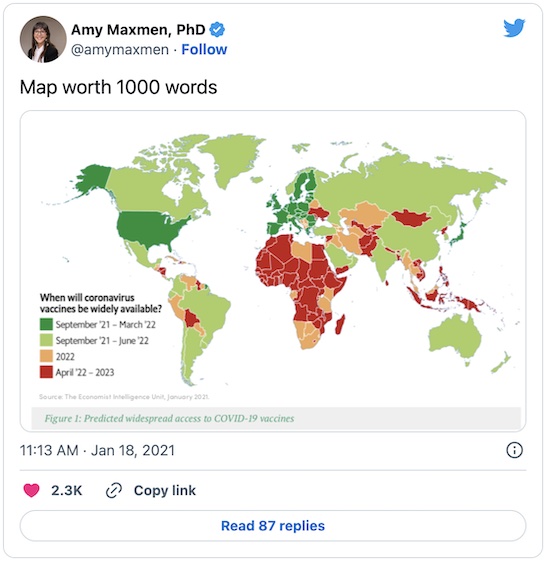 Amy Maxmen, PhD
@amymaxmen · Follow
Map worth 1000 words
When will coronavirus
vaccines be widely available?
September '21 – March '22
September '21 – June '22
2022
April '22 – 2023
Source: The Economist Intelligence Unit, January 2021.
Figure 1: Predicted widespread access to COVID-19 vaccines
11:13 AM · Jan 18, 2021
2.3K Copy link
Read 87 replies